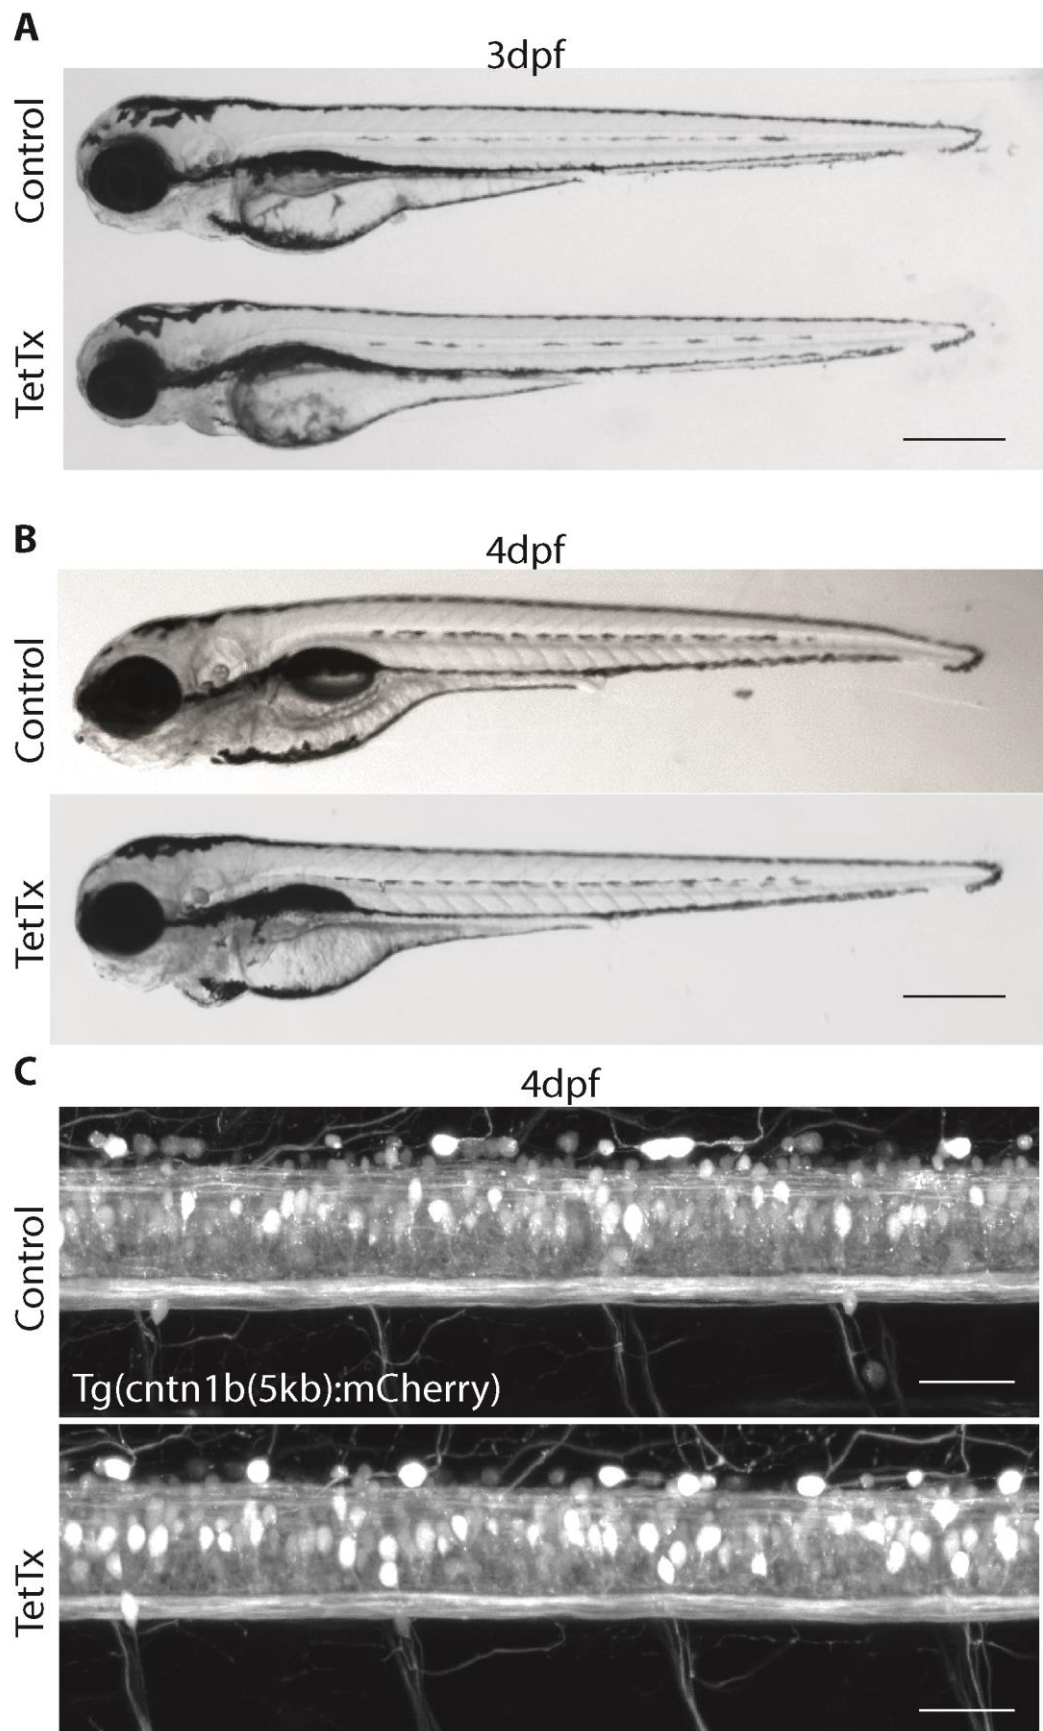 A
3dpf
Control
TetTx
B
4dpf
Control
TetTx
C
4dpf
Control
Tg(cntn1b(5kb):mCherry)
TetTx